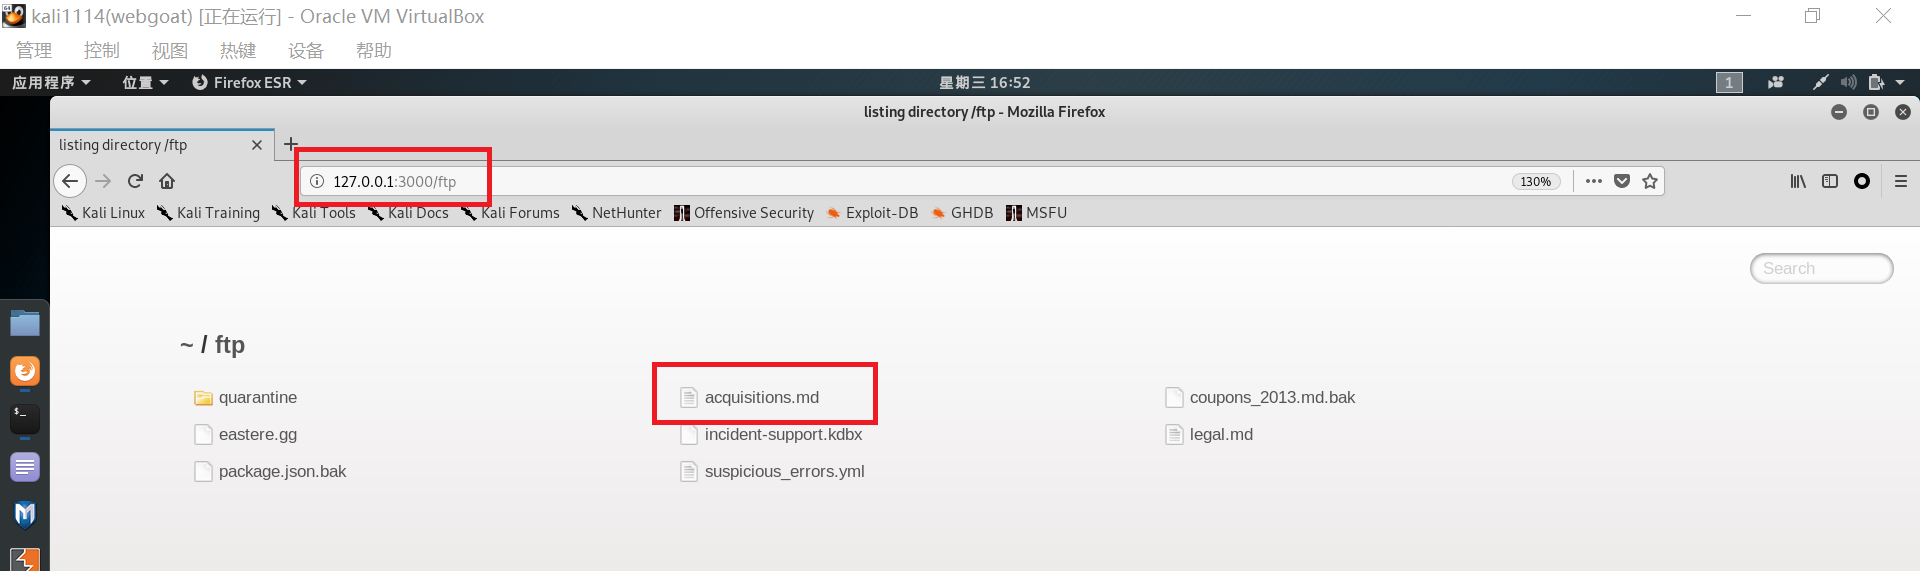 kali1114(webgoat) [正在运行] - Oracle VM VirtualBox
管理 控制 视图 热键 设备 帮助
应用程序 位置 Firefox ESR 星期三 16:52 1
listing directory /ftp - Mozilla Firefox
listing directory /ftp
127.0.0.1:3000/ftp 130%
Kali Linux Kali Training Kali Tools Kali Docs Kali Forums NetHunter Offensive Security Exploit-DB GHDB MSFU
Search
~ / ftp
quarantine acquisitions.md coupons_2013.md.bak
eastere.gg incident-support.kdbx legal.md
package.json.bak suspicious_errors.yml